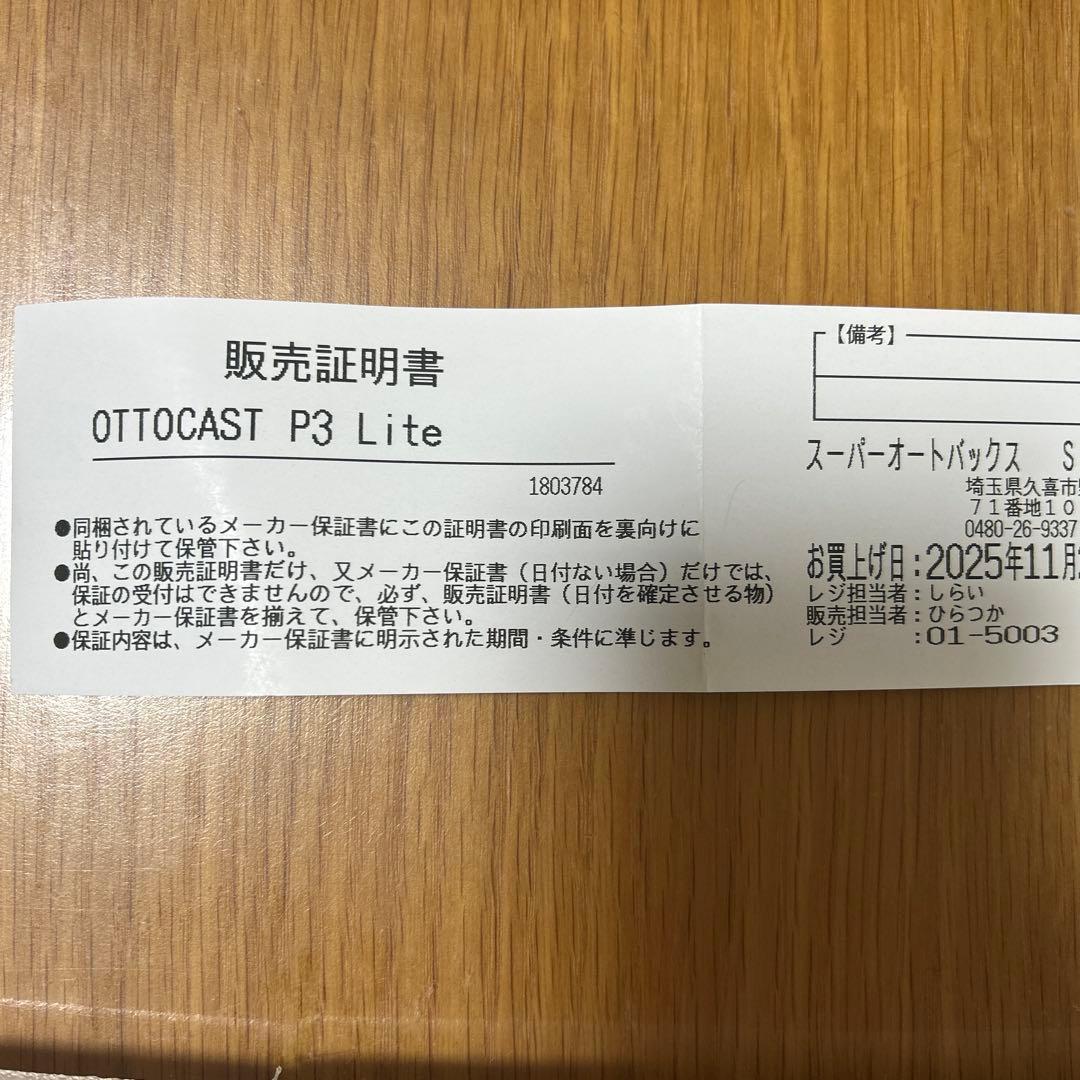 販売証明書
OTTOCAST P3 Lite
1803784
●同梱されているメーカー保証書にこの証明書の印刷面を裏向けに
貼り付けて保管下さい。
●尚、この販売証明書だけ、又メーカー保証書（日付ない場合）だけでは、
保証の受付はできませんので、必ず、販売証明書（日付を確定させる物）
とメーカー保証書を揃えて、保管下さい。
●保証内容は、メーカー保証書に明示された期間・条件に準じます。
【備考】
スーパーオートバックス S
埼玉県久喜市
71番地10
0480-26-9337
お買上げ日：2025年11月
レジ担当者：しらい
販売担当者：ひらつか
レジ ：01-5003